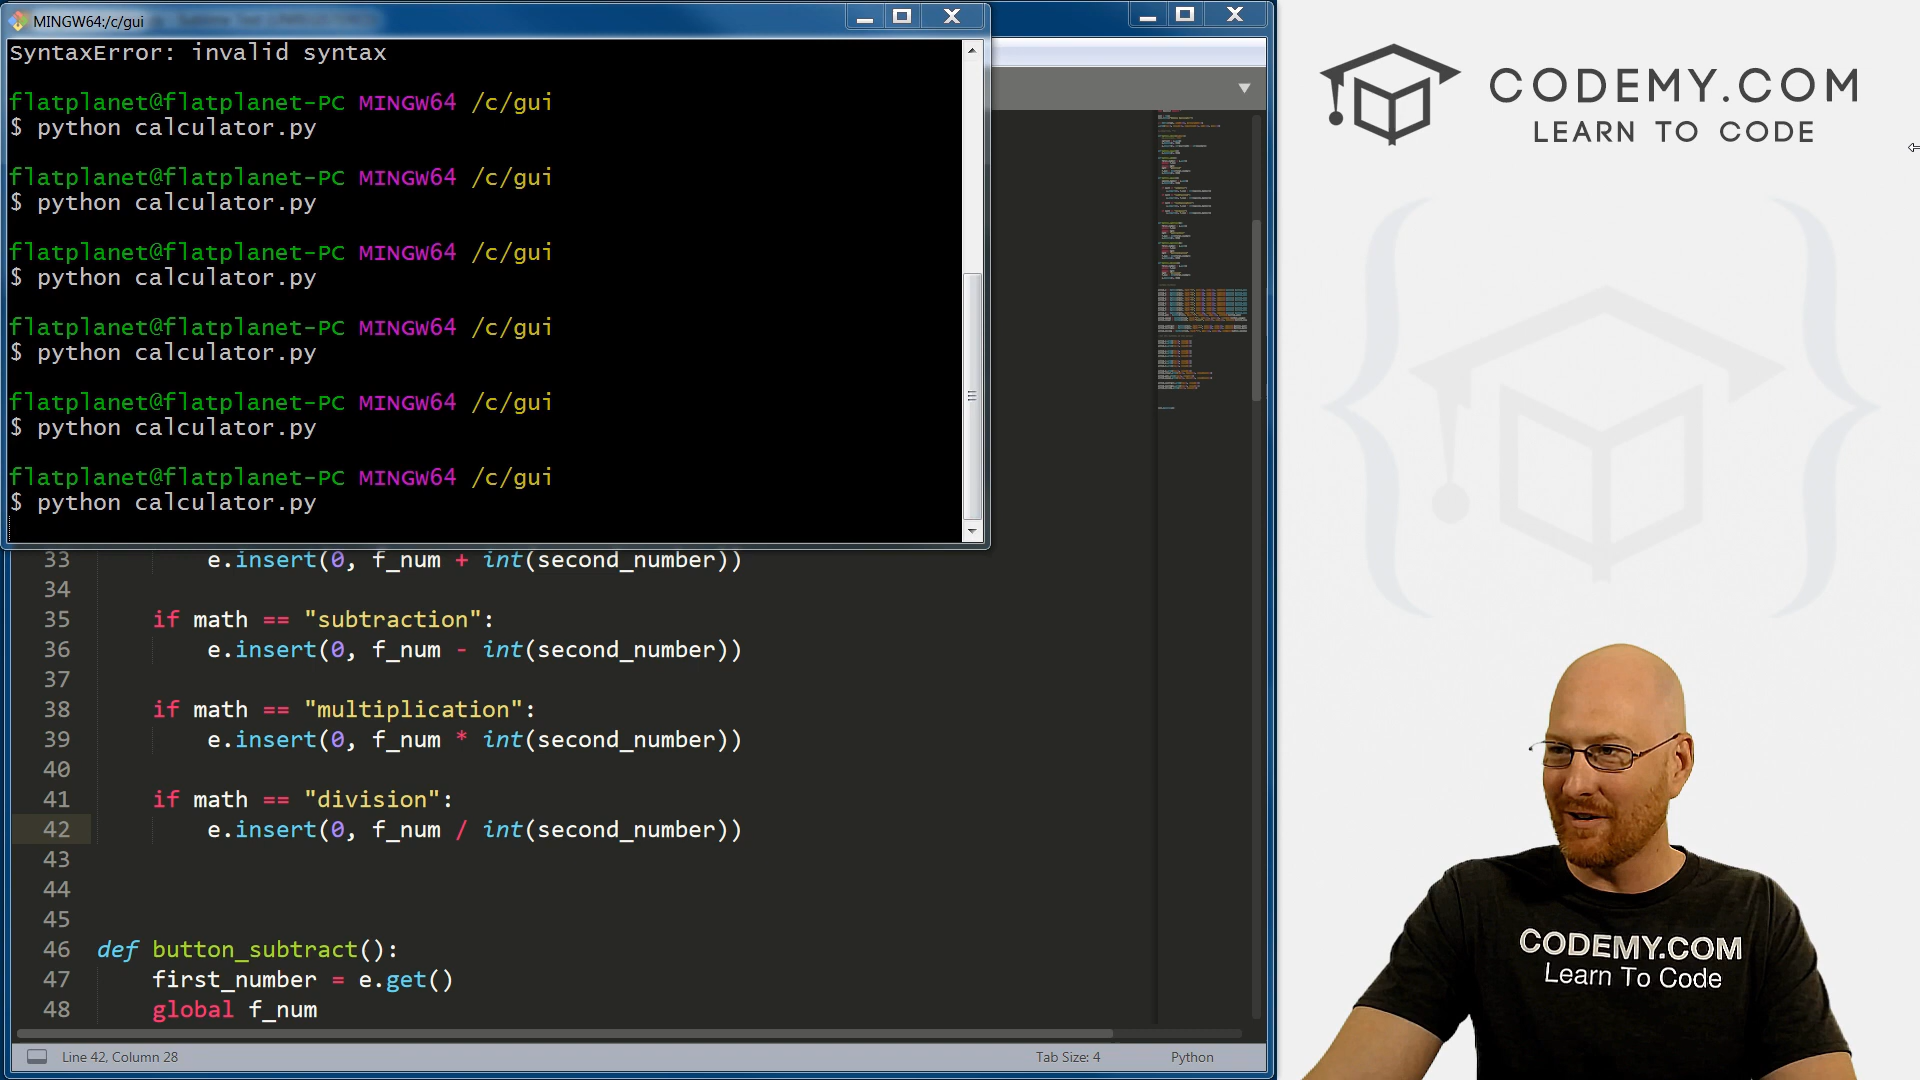 MINGW64:/c/gui
SyntaxError: invalid syntax
flatplanet@flatplanet-PC MINGW64 /c/gui
$ python calculator.py
flatplanet@flatplanet-PC MINGW64 /c/gui
$ python calculator.py
flatplanet@flatplanet-PC MINGW64 /c/gui
$ python calculator.py
flatplanet@flatplanet-PC MINGW64 /c/gui
$ python calculator.py
flatplanet@flatplanet-PC MINGW64 /c/gui
$ python calculator.py
flatplanet@flatplanet-PC MINGW64 /c/gui
$ python calculator.py
33 e.insert(0, f_num + int(second_number))
34
35 if math == "subtraction":
36 e.insert(0, f_num - int(second_number))
37
38 if math == "multiplication":
39 e.insert(0, f_num * int(second_number))
40
41 if math == "division":
42 e.insert(0, f_num / int(second_number))
43
44
45
46 def button_subtract():
47 first_number = e.get()
48 global f_num
Line 42, Column 28
Tab Size: 4
Python
CODEMY.COM
LEARN TO CODE
CODEMY.COM
Learn To Code